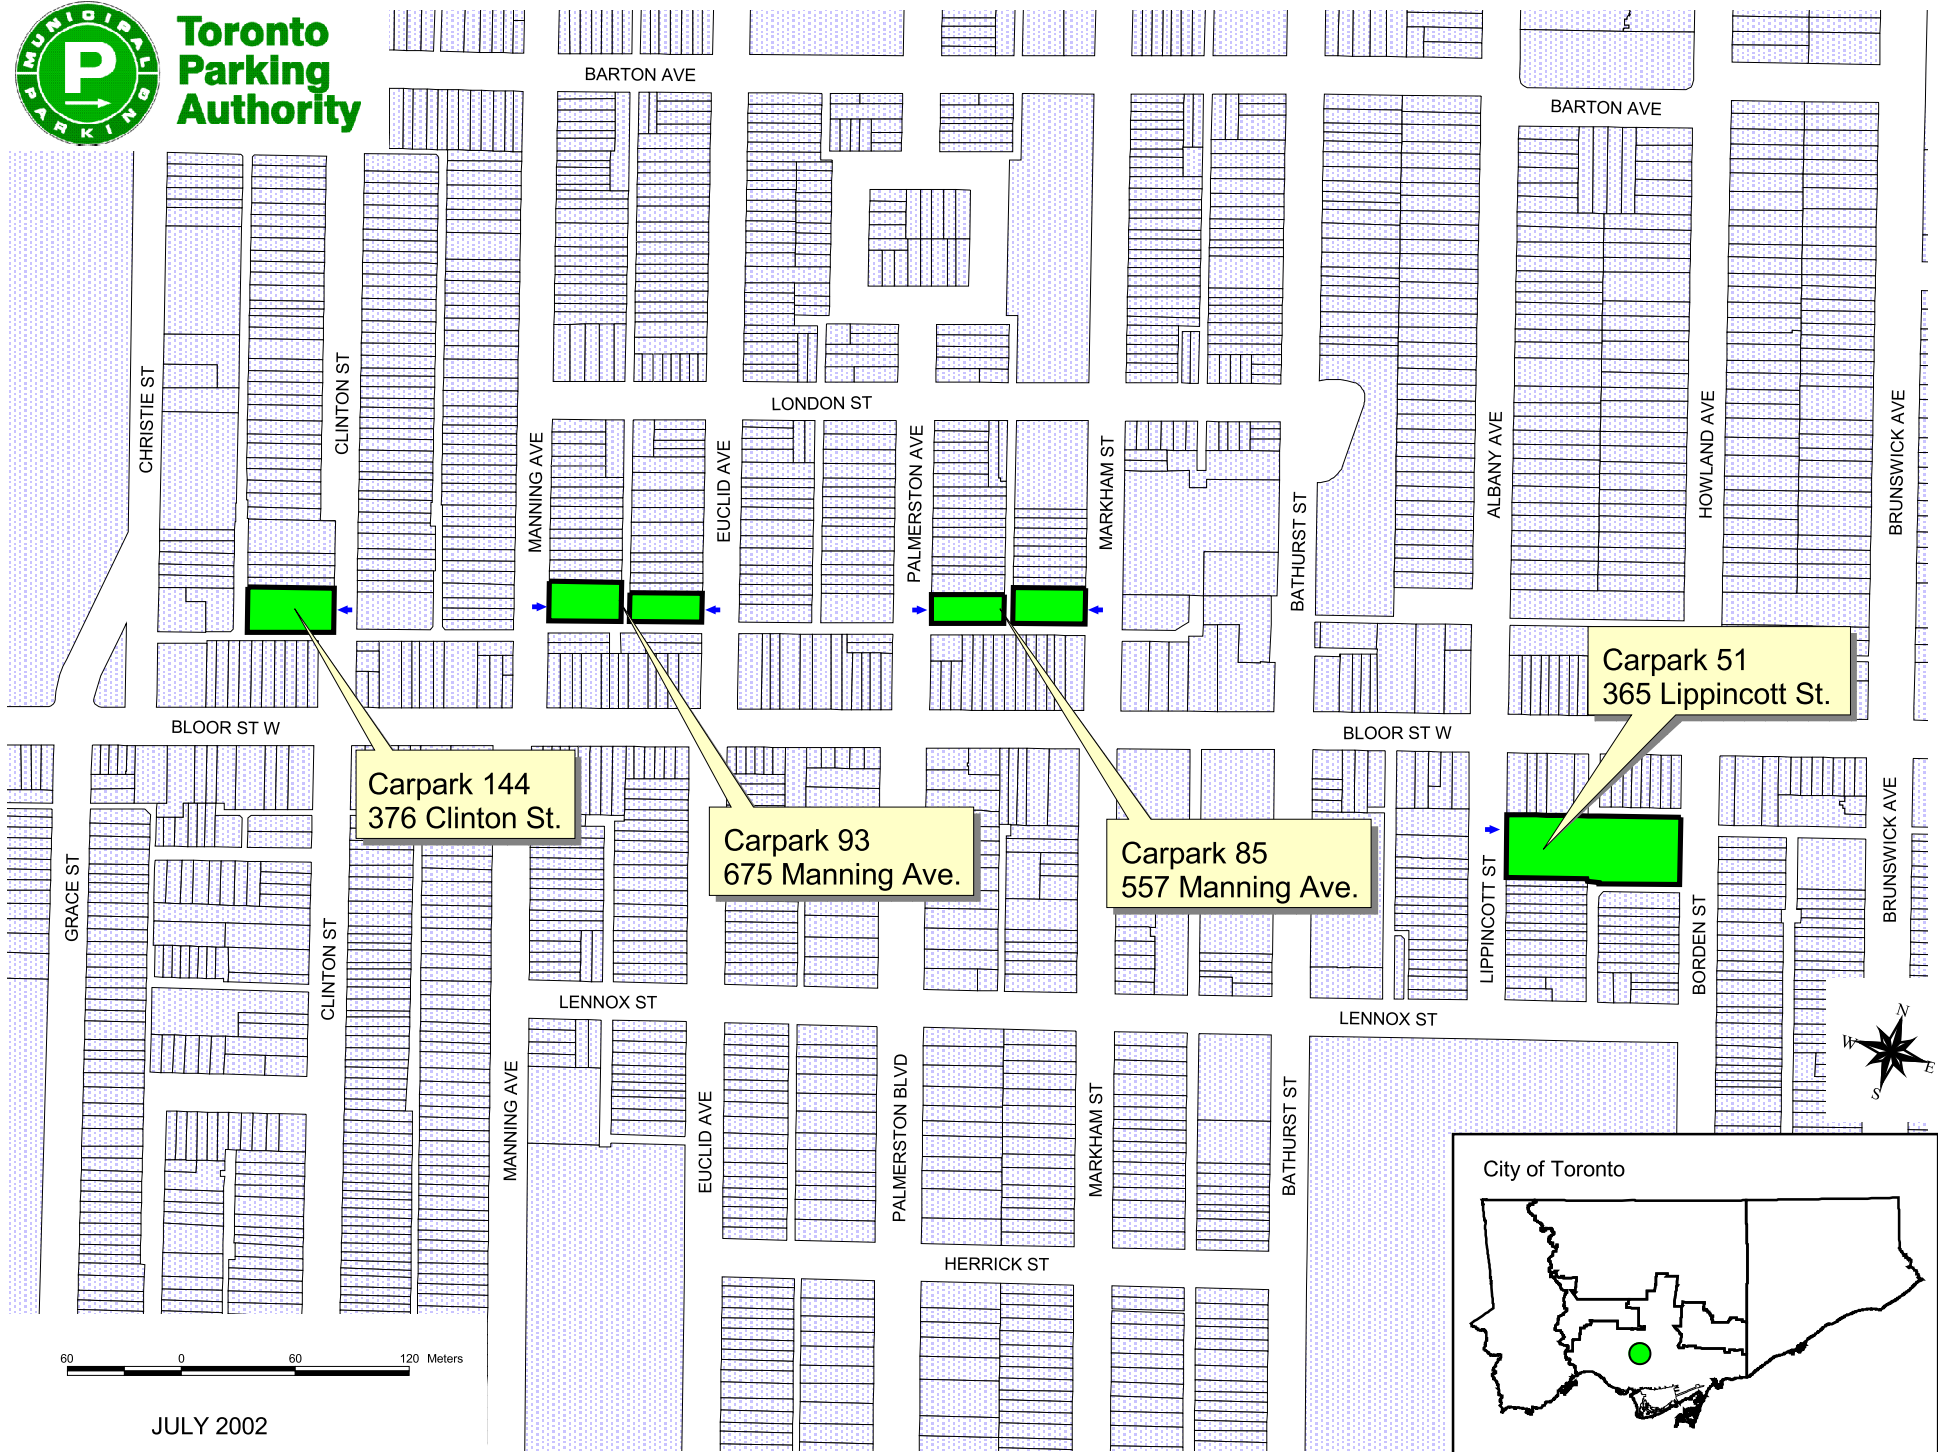 MUNICIPAL PARKING
P
Toronto
Parking
Authority
BARTON AVE
BARTON AVE
CHRISTIE ST
CLINTON ST
MANNING AVE
EUCLID AVE
LONDON ST
PALMERSTON AVE
MARKHAM ST
BATHURST ST
ALBANY AVE
HOWLAND AVE
BRUNSWICK AVE
Carpark 51
365 Lippincott St.
BLOOR ST W
BLOOR ST W
Carpark 144
376 Clinton St.
Carpark 93
675 Manning Ave.
Carpark 85
557 Manning Ave.
GRACE ST
CLINTON ST
LIPPINCOTT ST
BORDEN ST
BRUNSWICK AVE
LENNOX ST
LENNOX ST
MANNING AVE
EUCLID AVE
PALMERSTON BLVD
MARKHAM ST
BATHURST ST
N
W
E
S
HERRICK ST
City of Toronto
60 0 60 120 Meters
JULY 2002